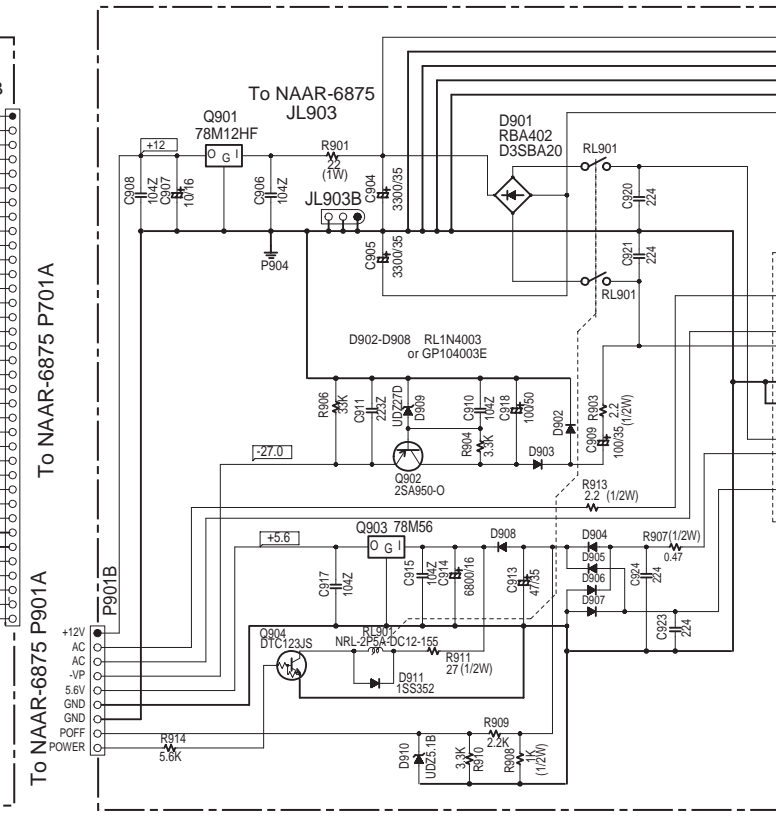 To NAAR-6875
JL903
Q901
78M12HF
+12
O G I
R901
22
(1W)
D901
RBA402
D3SBA20
RL901
C908
104Z
C907
10/16
C906
104Z
C904
3300/35
JL903B
C920
224
P904
C905
3300/35
C921
224
RL901
To NAAR-6875 P701A
D902-D908 RL1N4003
or GP104003E
R906
33K
C911
223Z
UDZ27D
D909
C910
104Z
R904
3.3K
C918
100/50
D902
R903
2.2
(1/2W)
C909
100/35
-27.0
D903
Q902
2SA950-O
R913
2.2 (1/2W)
Q903 78M56
+5.6
O G I
D908
D904
R907(1/2W)
0.47
D905
D906
D907
C917
104Z
C915
104Z
C914
6800/16
C913
47/35
C924
224
C923
224
To NAAR-6875 P901A
P901B
+12V
AC
AC
-VP
5.6V
GND
GND
POFF
POWER
Q904
DTC123JS
RL901
NRL-2P5A-DC12-155
R911
27 (1/2W)
D911
1SS352
R914
5.6K
D910
UDZ5.1B
3.3K
R910
R909
2.2K
R908
1K
(1/2W)